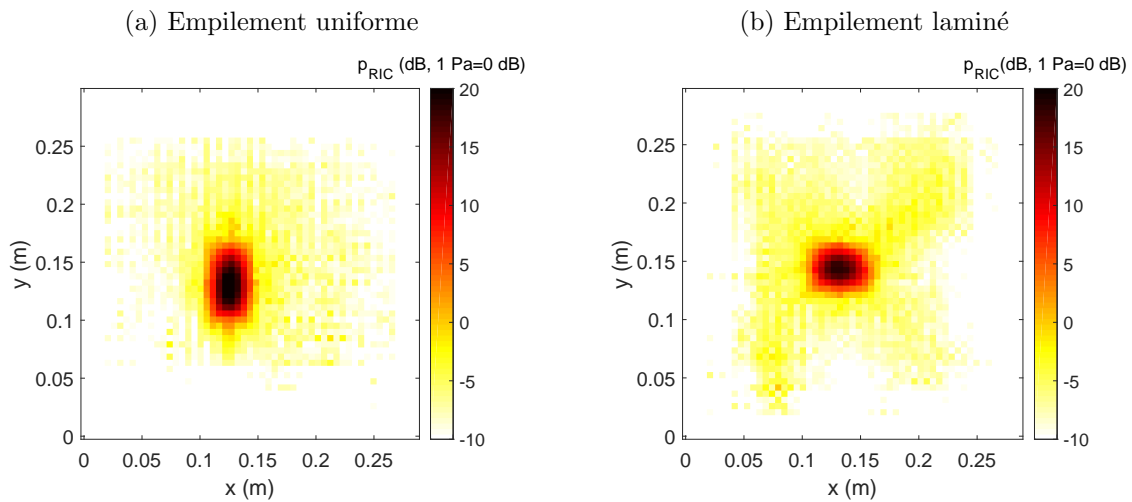 (a) Empilement uniforme
p_RIC (dB, 1 Pa=0 dB)
20
15
10
5
0
-5
-10
0.25
0.2
0.15
0.1
0.05
0
y (m)
0 0.05 0.1 0.15 0.2 0.25
x (m)
(b) Empilement laminé
p_RIC(dB, 1 Pa=0 dB)
20
15
10
5
0
-5
-10
0.25
0.2
0.15
0.1
0.05
0
y (m)
0 0.05 0.1 0.15 0.2 0.25
x (m)